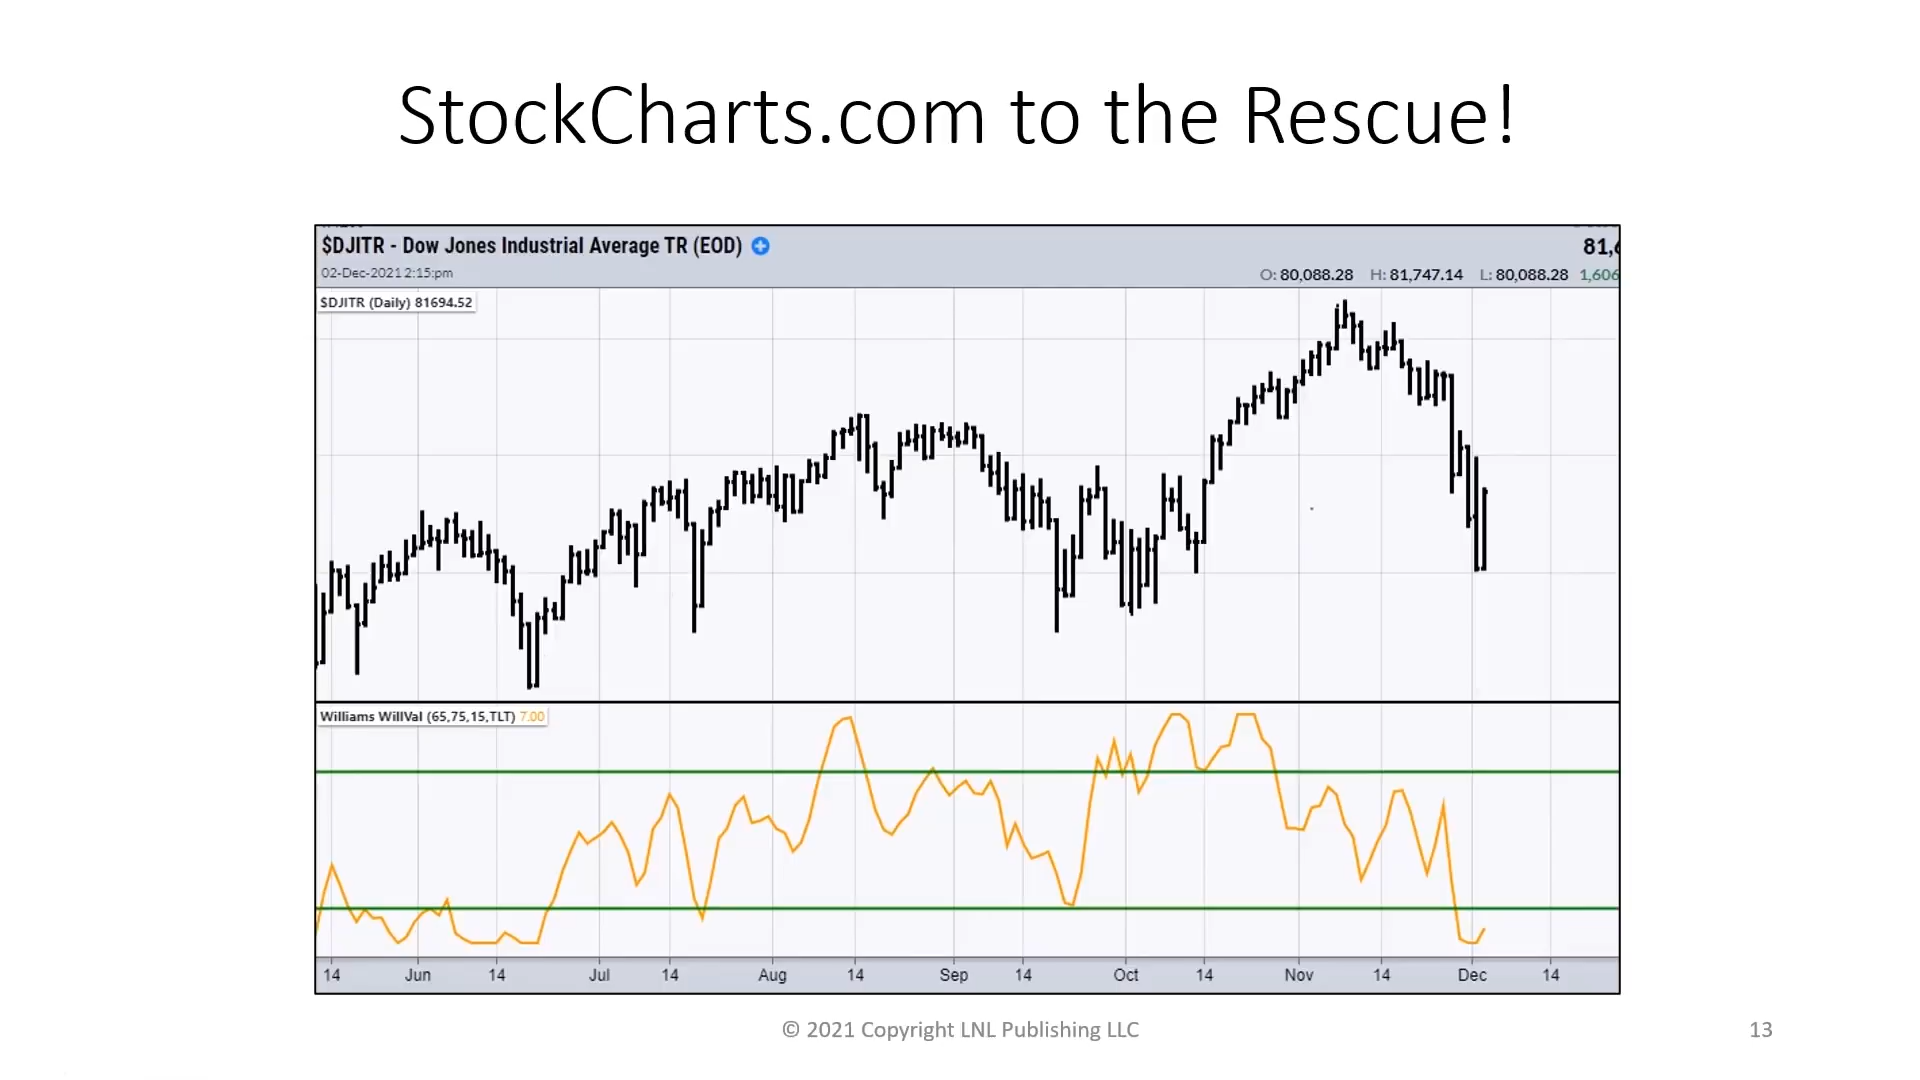 StockCharts.com to the Rescue!
$DJITR - Dow Jones Industrial Average TR (EOD)
02-Dec-2021 2:15:pm
O: 80,088.28 H: 81,747.14 L: 80,088.28 1,606
$DJITR (Daily) 81694.52
Williams WillVal (65,75,15,TLT) 7.00
14 Jun 14 Jul 14 Aug 14 Sep 14 Oct 14 Nov 14 Dec 14
© 2021 Copyright LNL Publishing LLC
13